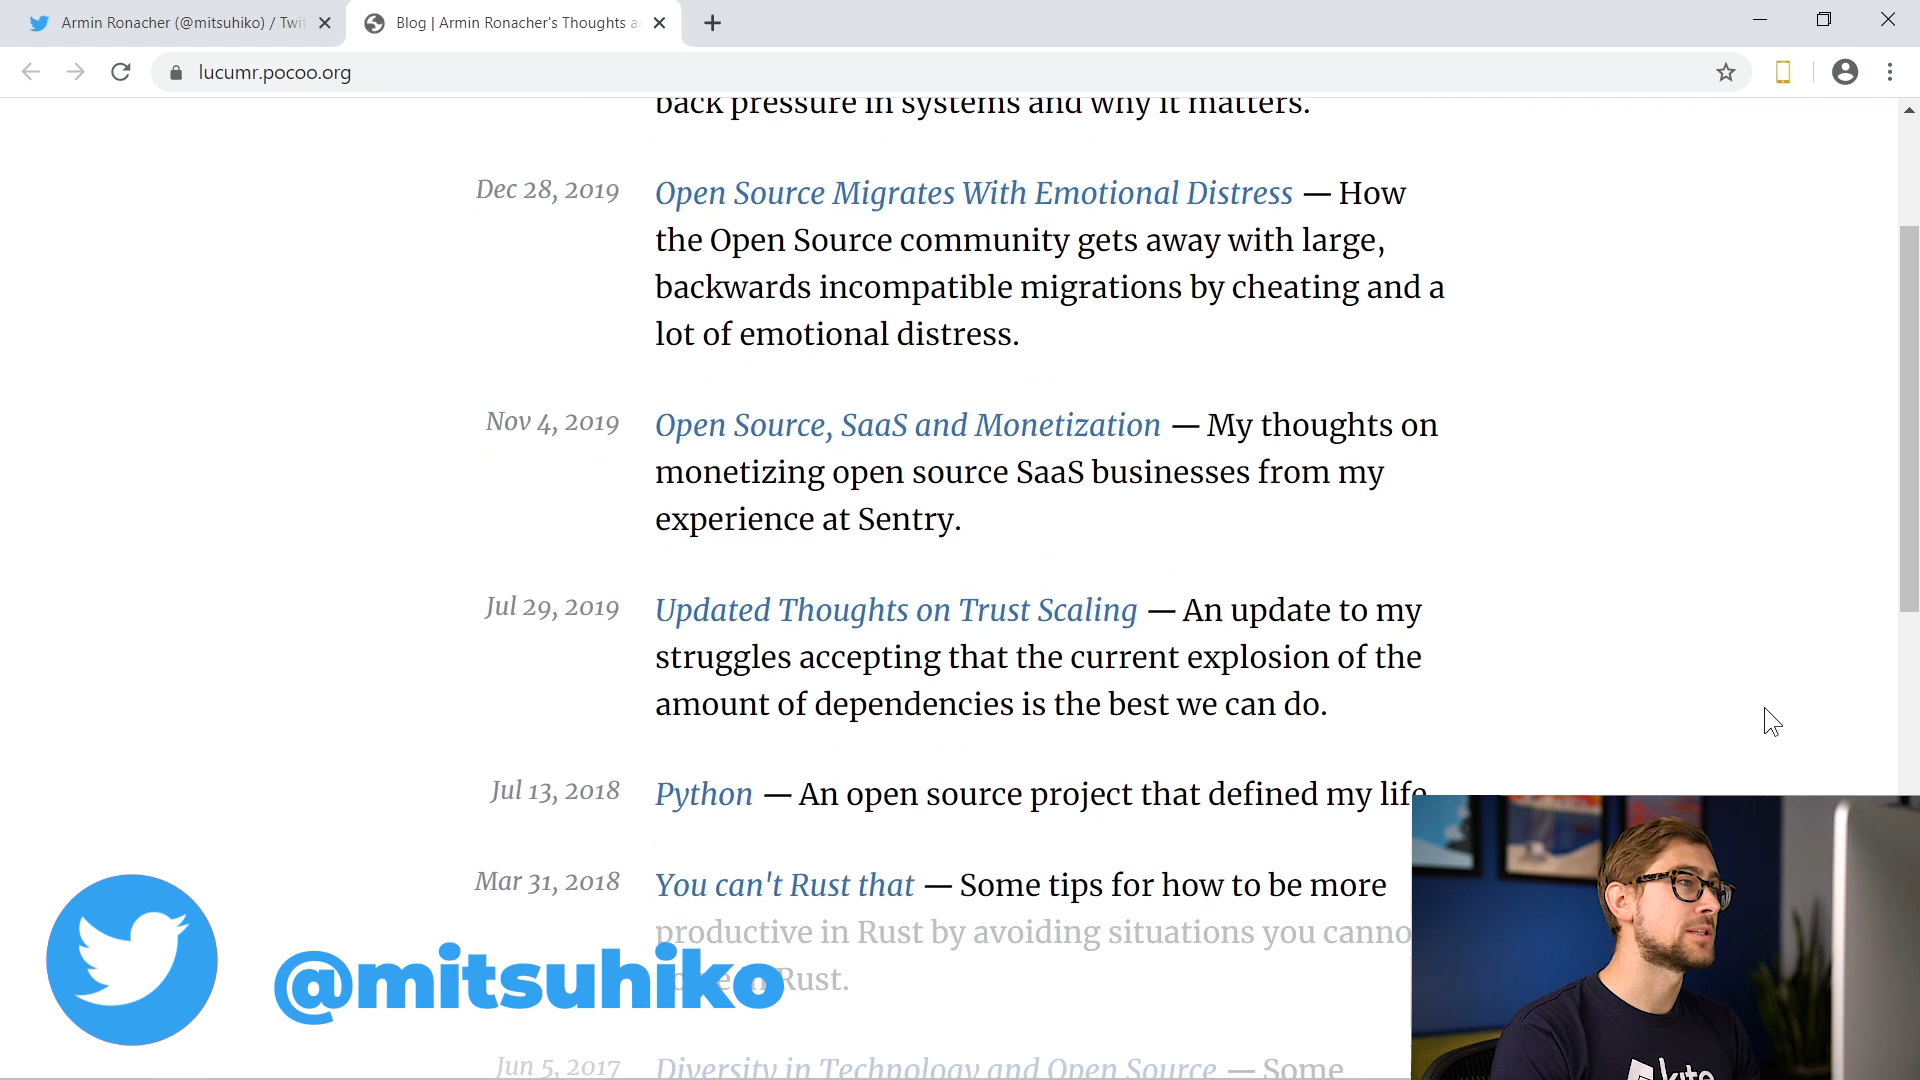 Armin Ronacher (@mitsuhiko) / Twi
Blog | Armin Ronacher's Thoughts a
lucumr.pocoo.org
back pressure in systems and why it matters.
Dec 28, 2019
Open Source Migrates With Emotional Distress — How
the Open Source community gets away with large,
backwards incompatible migrations by cheating and a
lot of emotional distress.
Nov 4, 2019
Open Source, SaaS and Monetization — My thoughts on
monetizing open source SaaS businesses from my
experience at Sentry.
Jul 29, 2019
Updated Thoughts on Trust Scaling — An update to my
struggles accepting that the current explosion of the
amount of dependencies is the best we can do.
Jul 13, 2018
Python — An open source project that defined my life
Mar 31, 2018
You can't Rust that — Some tips for how to be more
productive in Rust by avoiding situations you canno
Rust.
@mitsuhiko
Jun 5, 2017
Diversity in Technology and Open Source — Some
kite